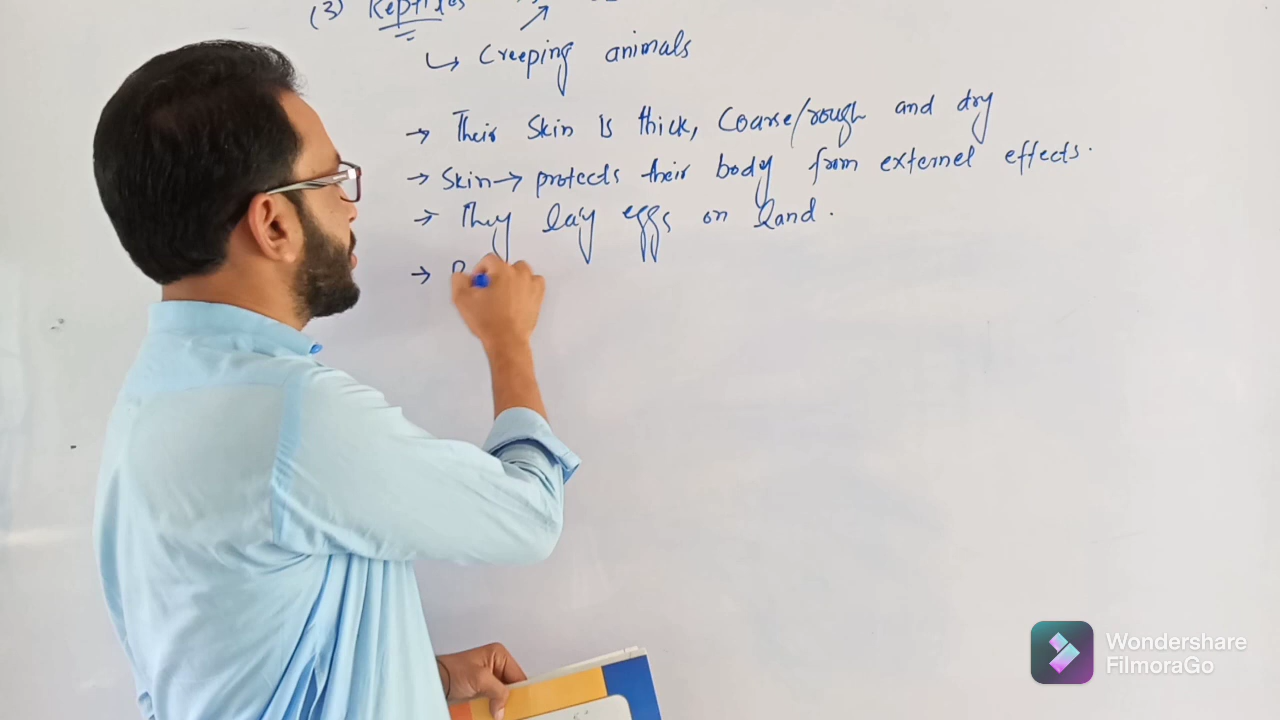 (3) Reptiles
↳ Creeping animals
→ Their Skin is thick, Coarse/rough and dry
→ Skin → protects their body from external effects.
→ They lay eggs on land.
→
Wondershare
FilmoraGo